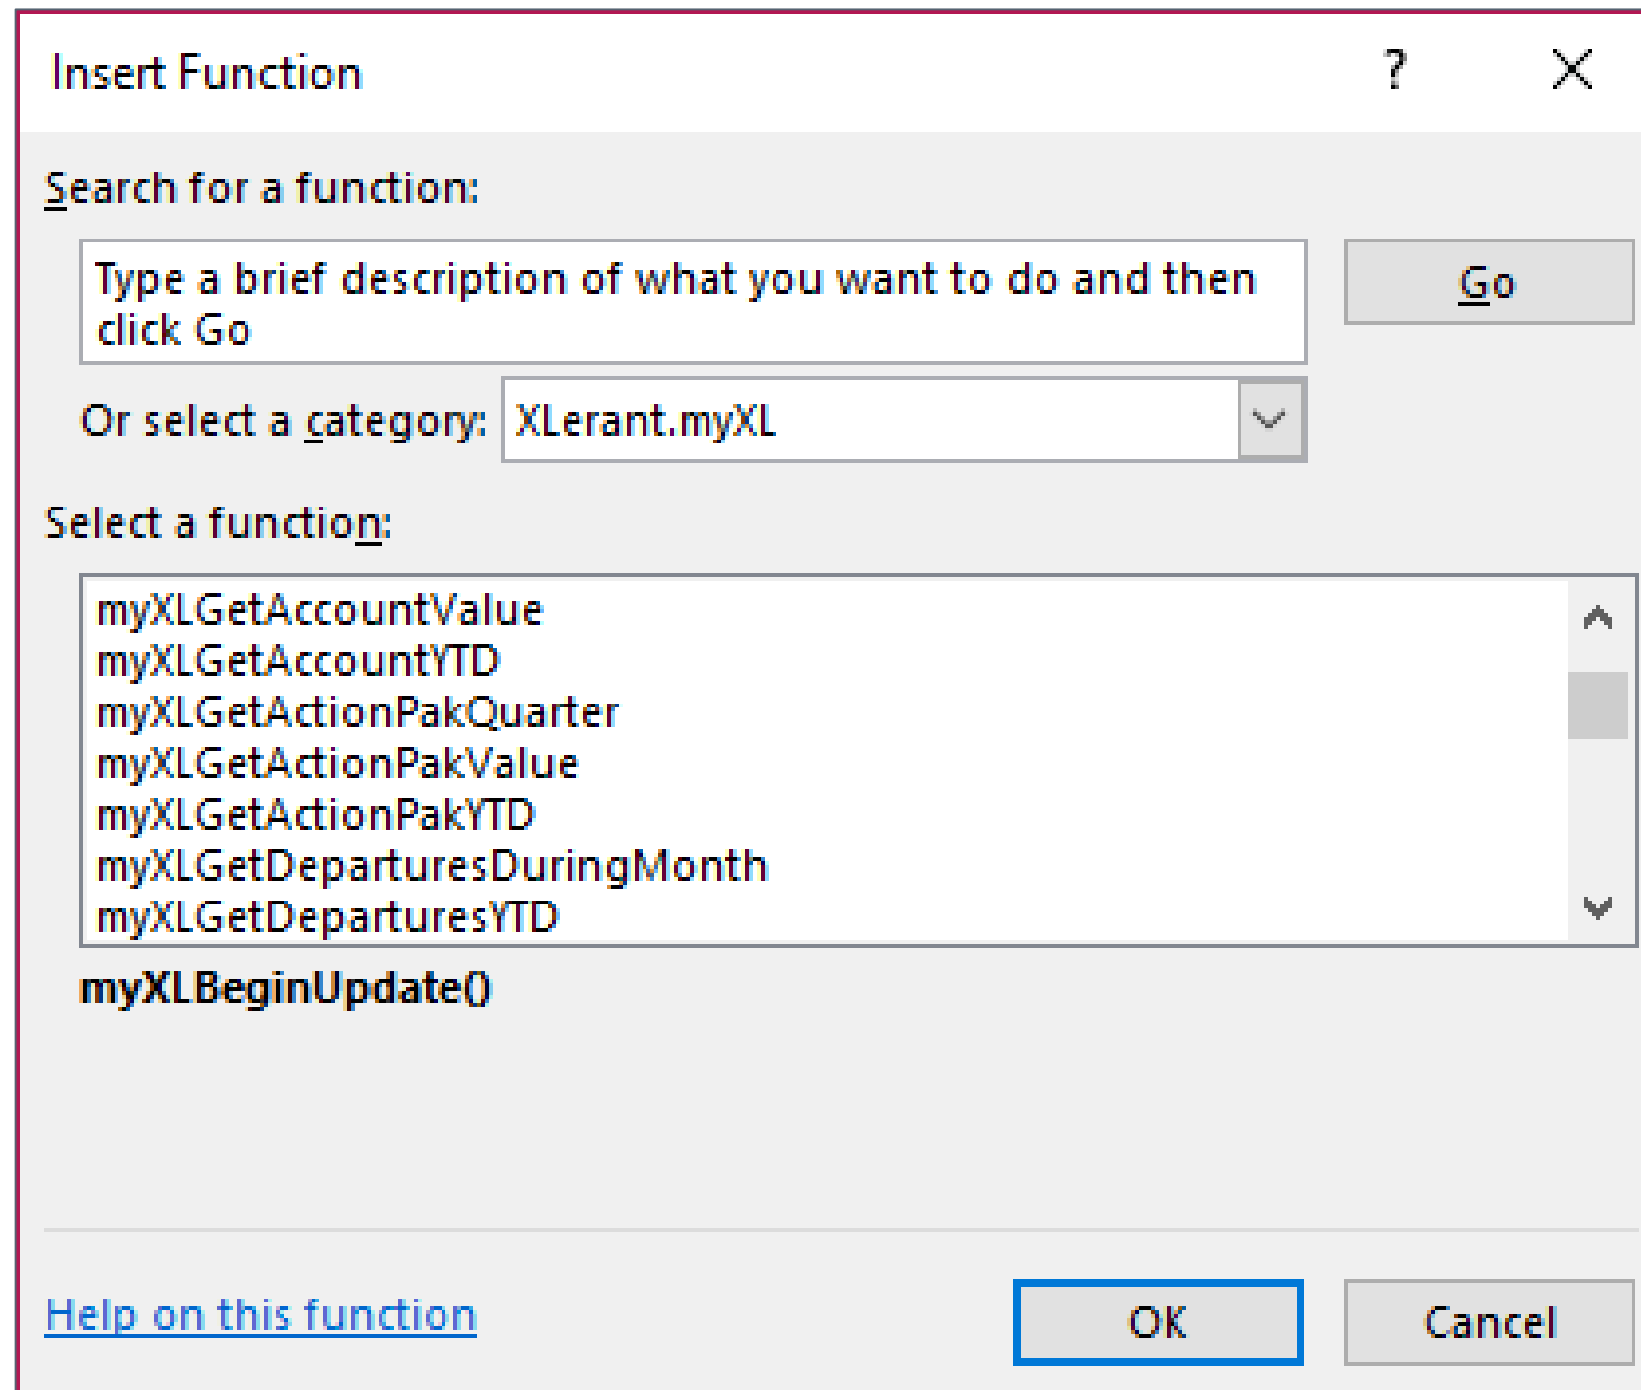 Insert Function
?
Search for a function:
Type a brief description of what you want to do and then
click Go
Go
Or select a category:
XLerant.myXL
Select a function:
myXLGetAccountValue
myXLGetAccountYTD
myXLGetActionPakQuarter
myXLGetActionPakValue
myXLGetActionPakYTD
myXLGetDeparturesDuringMonth
myXLGetDeparturesYTD
myXLBeginUpdate()
Help on this function
OK
Cancel